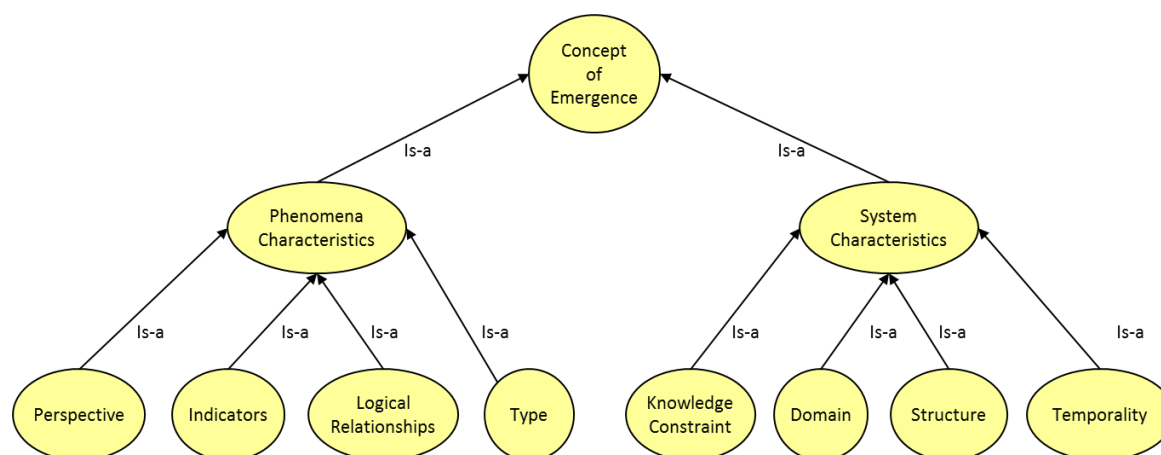 Concept
of
Emergence
Is-a
Is-a
Phenomena
Characteristics
System
Characteristics
Is-a
Is-a
Is-a
Is-a
Is-a
Is-a
Is-a
Is-a
Perspective
Indicators
Logical
Relationships
Type
Knowledge
Constraint
Domain
Structure
Temporality